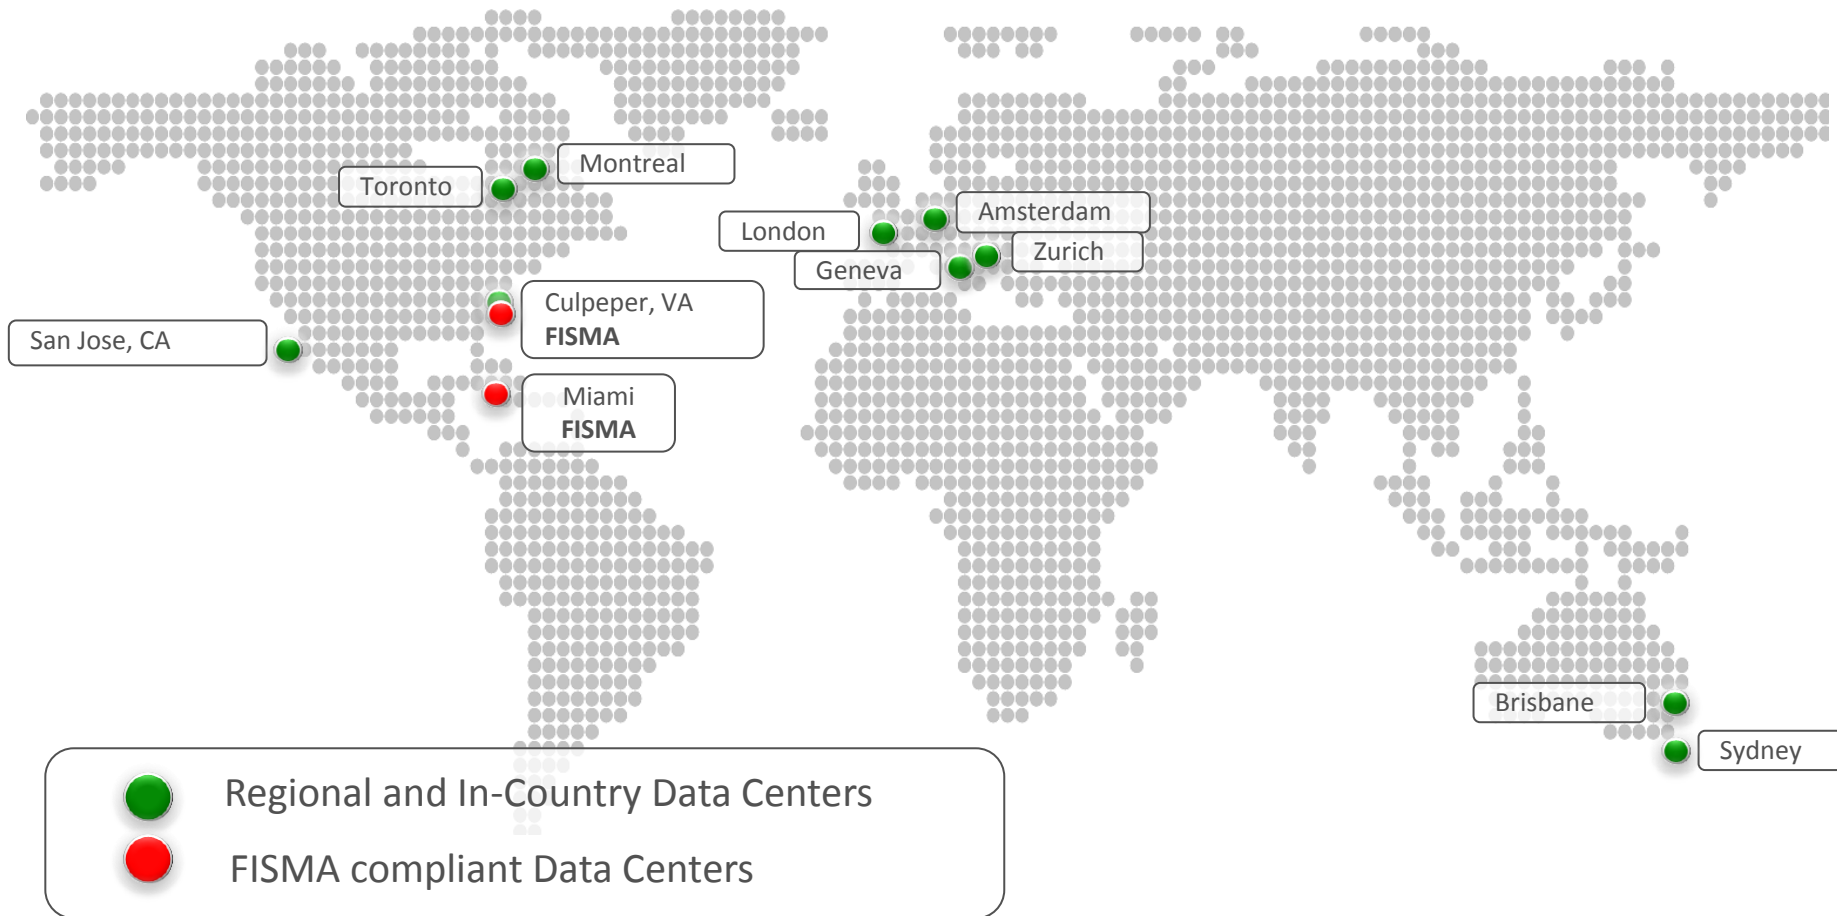 Montreal
Toronto
Amsterdam
London
Zurich
Geneva
Culpeper, VA
FISMA
San Jose, CA
Miami
FISMA
Brisbane
Sydney
Regional and In-Country Data Centers
FISMA compliant Data Centers